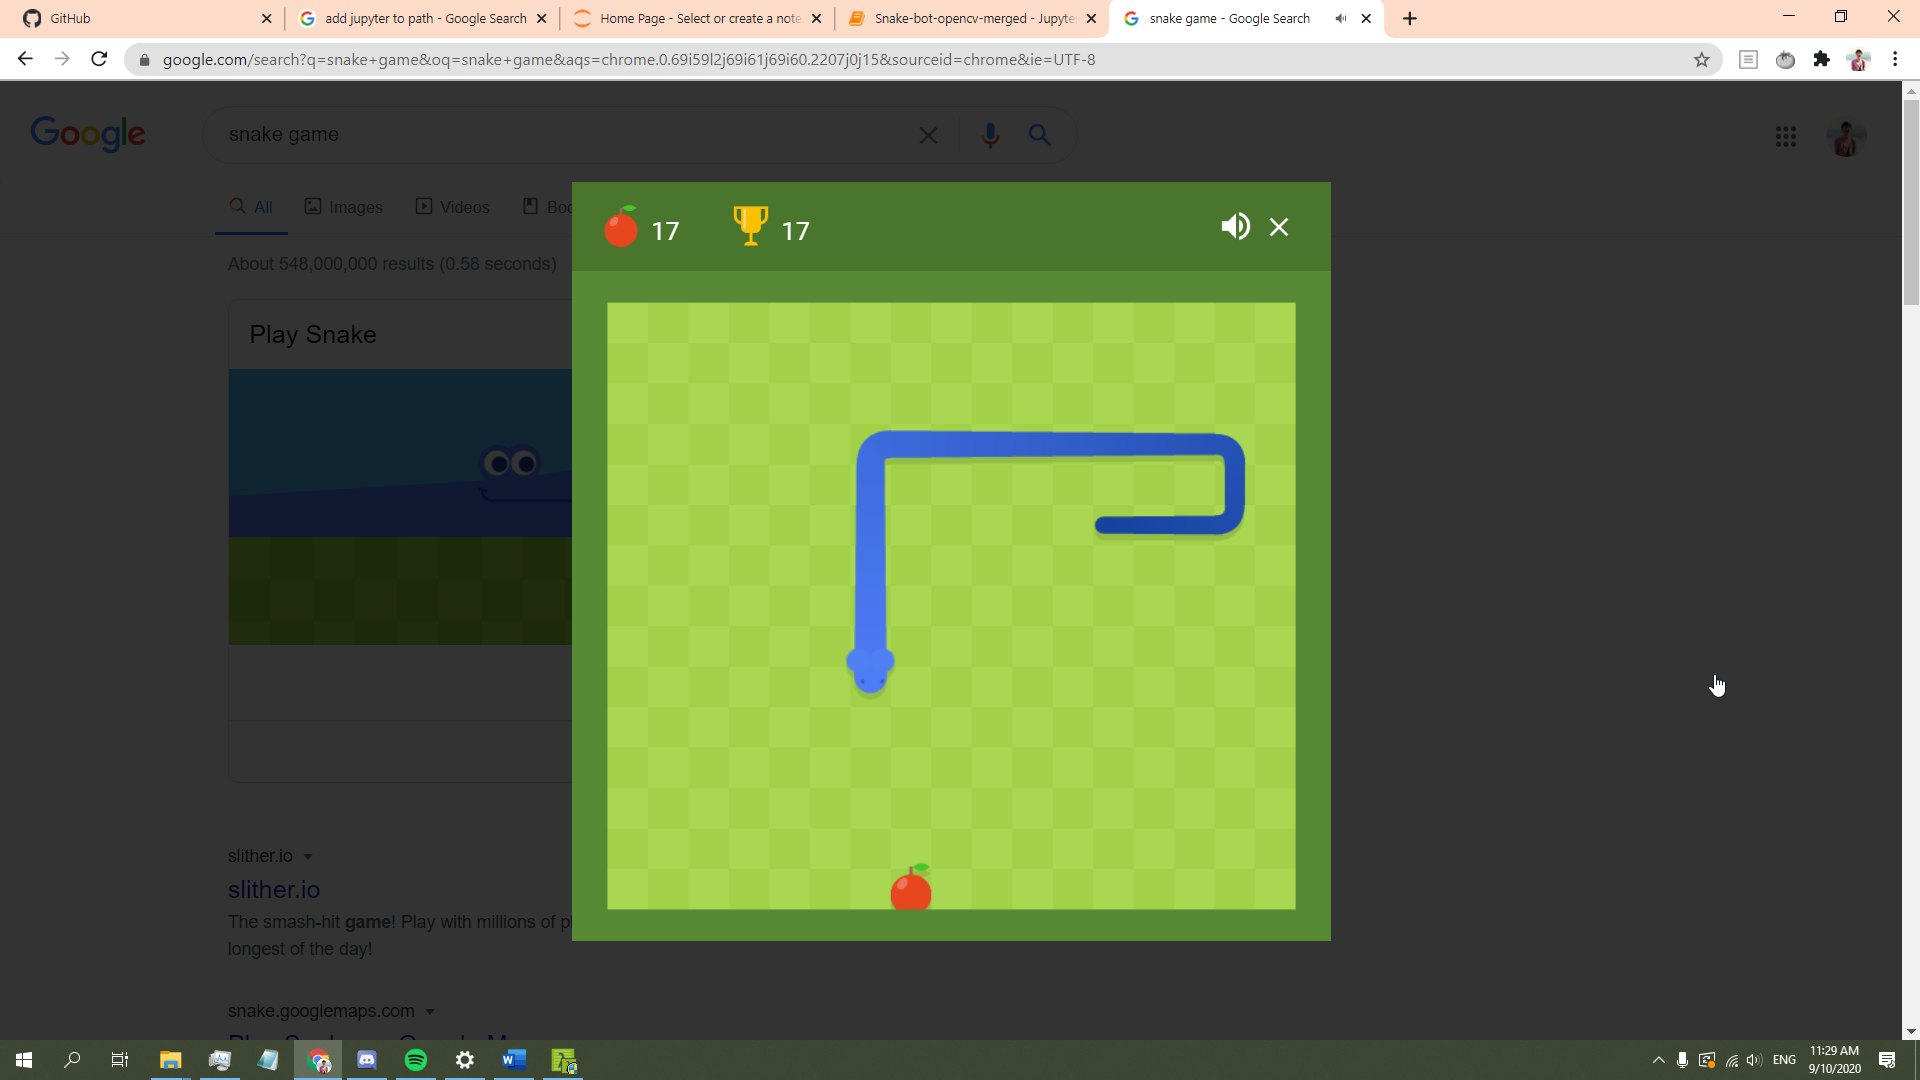 GitHub
add jupyter to path - Google Search
Home Page - Select or create a note
Snake-bot-opencv-merged - Jupyte
snake game - Google Search
google.com/search?q=snake+game&oq=snake+game&aqs=chrome.0.69i59l2j69i61j69i60.2207j0j15&sourceid=chrome&ie=UTF-8
Google
snake game
All
Images
Videos
Boo
About 548,000,000 results (0.58 seconds)
17
17
Play Snake
slither.io
slither.io
The smash-hit game! Play with millions of p
longest of the day!
snake.googlemaps.com
ENG
11:29 AM
9/10/2020